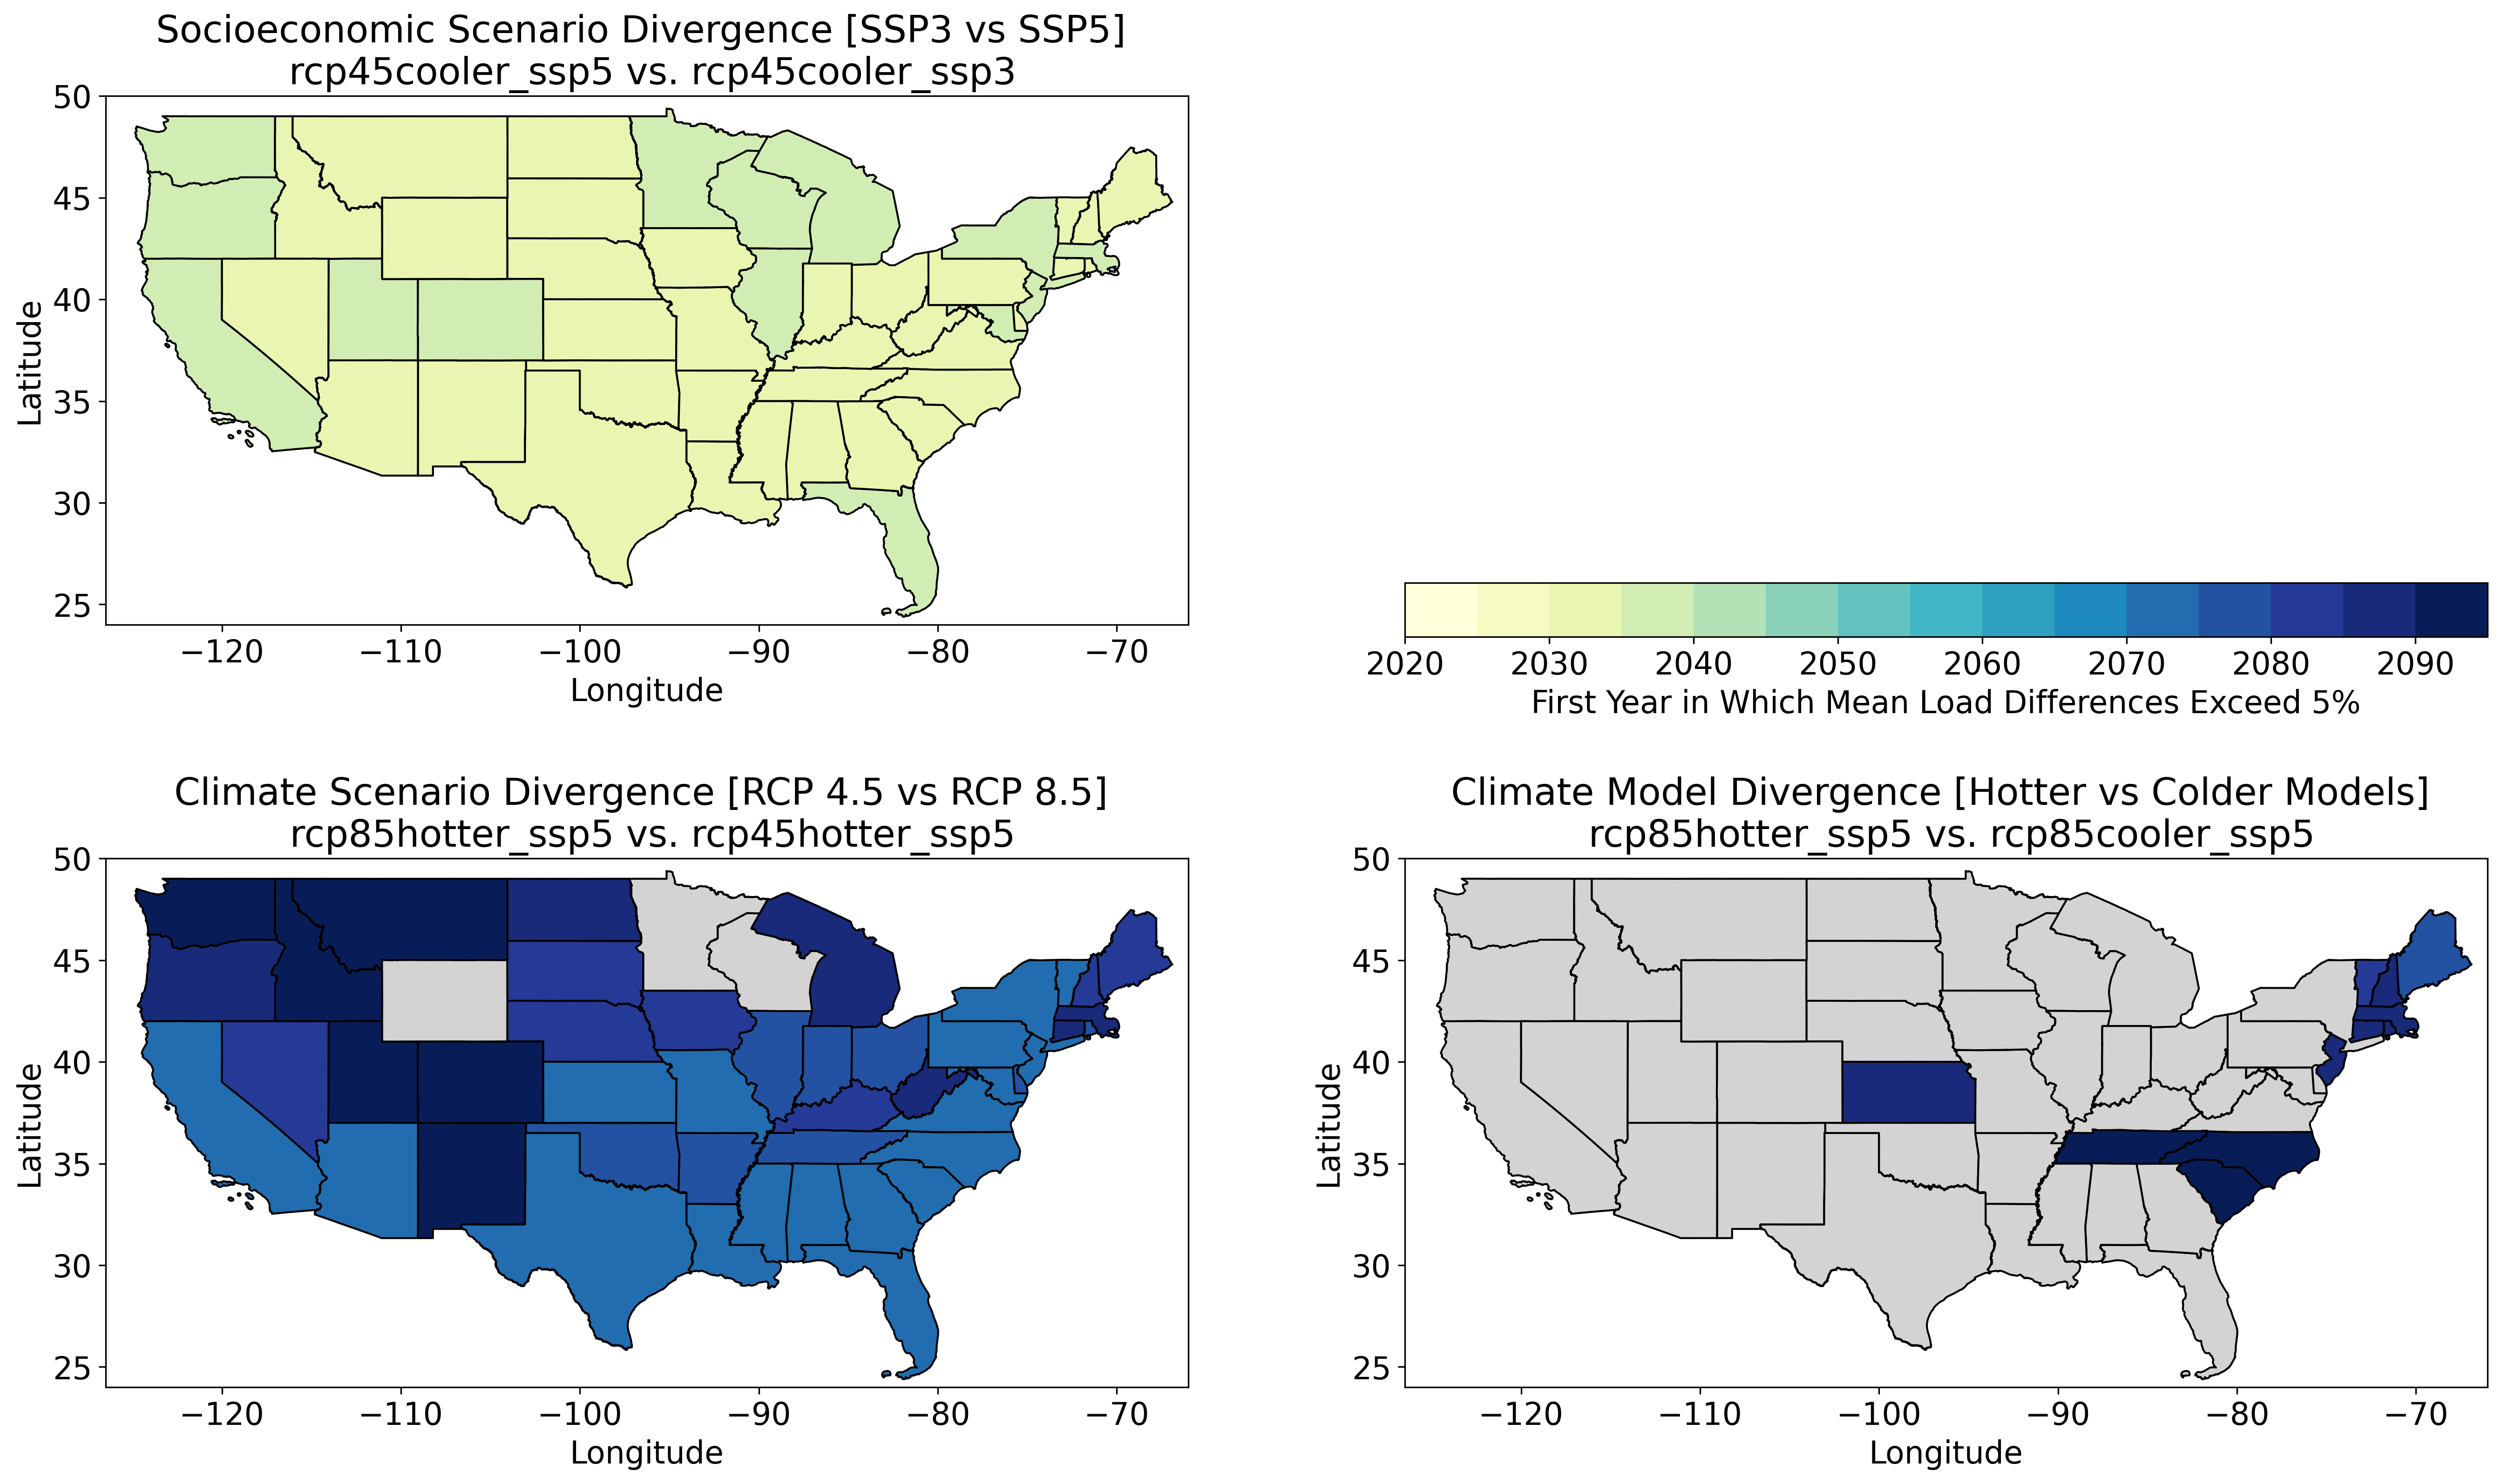 Socioeconomic Scenario Divergence [SSP3 vs SSP5]
rcp45cooler_ssp5 vs. rcp45cooler_ssp3
50
45
40
35
30
25
Latitude
−120 −110 −100 −90 −80 −70
Longitude
2020 2030 2040 2050 2060 2070 2080 2090
First Year in Which Mean Load Differences Exceed 5%
Climate Scenario Divergence [RCP 4.5 vs RCP 8.5]
rcp85hotter_ssp5 vs. rcp45hotter_ssp5
50
45
40
35
30
25
Latitude
−120 −110 −100 −90 −80 −70
Longitude
Climate Model Divergence [Hotter vs Colder Models]
rcp85hotter_ssp5 vs. rcp85cooler_ssp5
50
45
40
35
30
25
Latitude
−120 −110 −100 −90 −80 −70
Longitude